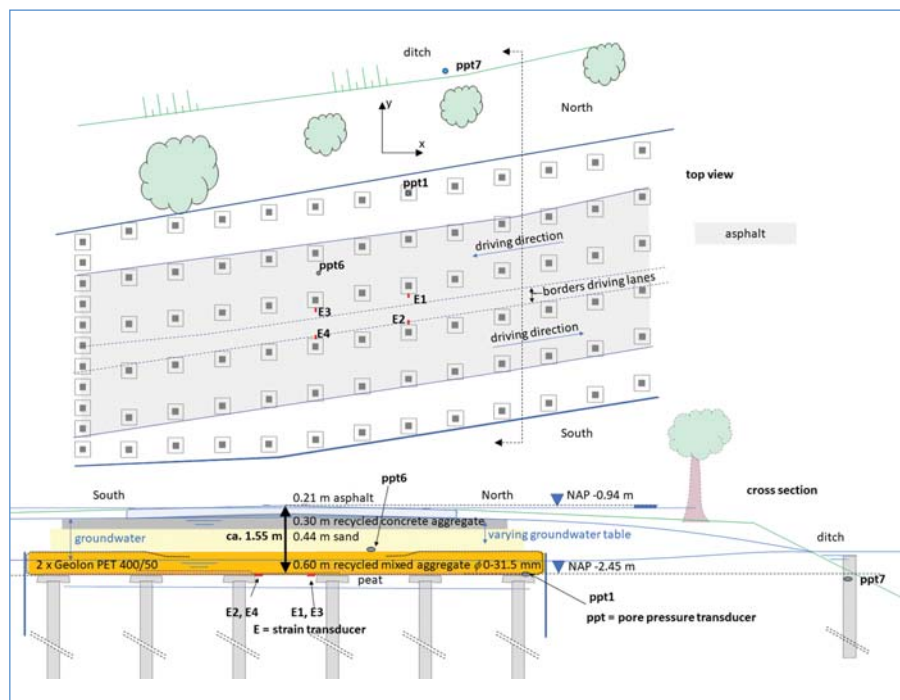 ditch
ppt7
North
y
x
ppt1
top view
asphalt
driving direction
ppt6
borders driving lanes
E1
E3
E2
E4
driving direction
South
South
0.21 m asphalt
ppt6
North
NAP -0.94 m
cross section
0.30 m recycled concrete aggregate
groundwater
ca. 1.55 m
0.44 m sand
varying groundwater table
ditch
2 x Geolon PET 400/50
0.60 m recycled mixed aggregate ϕ 0-31.5 mm
NAP -2.45 m
peat
ppt7
E2, E4
E1, E3
ppt1
E = strain transducer
ppt = pore pressure transducer